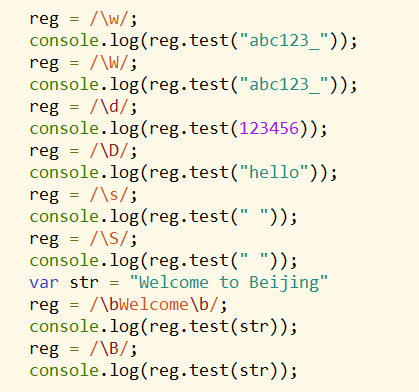 reg = /\w/;
console.log(reg.test("abc123_"));
reg = /\W/;
console.log(reg.test("abc123_"));
reg = /\d/;
console.log(reg.test(123456));
reg = /\D/;
console.log(reg.test("hello"));
reg = /\s/;
console.log(reg.test(" "));
reg = /\S/;
console.log(reg.test(" "));
var str = "Welcome to Beijing"
reg = /\bWelcome\b/;
console.log(reg.test(str));
reg = /\B/;
console.log(reg.test(str));